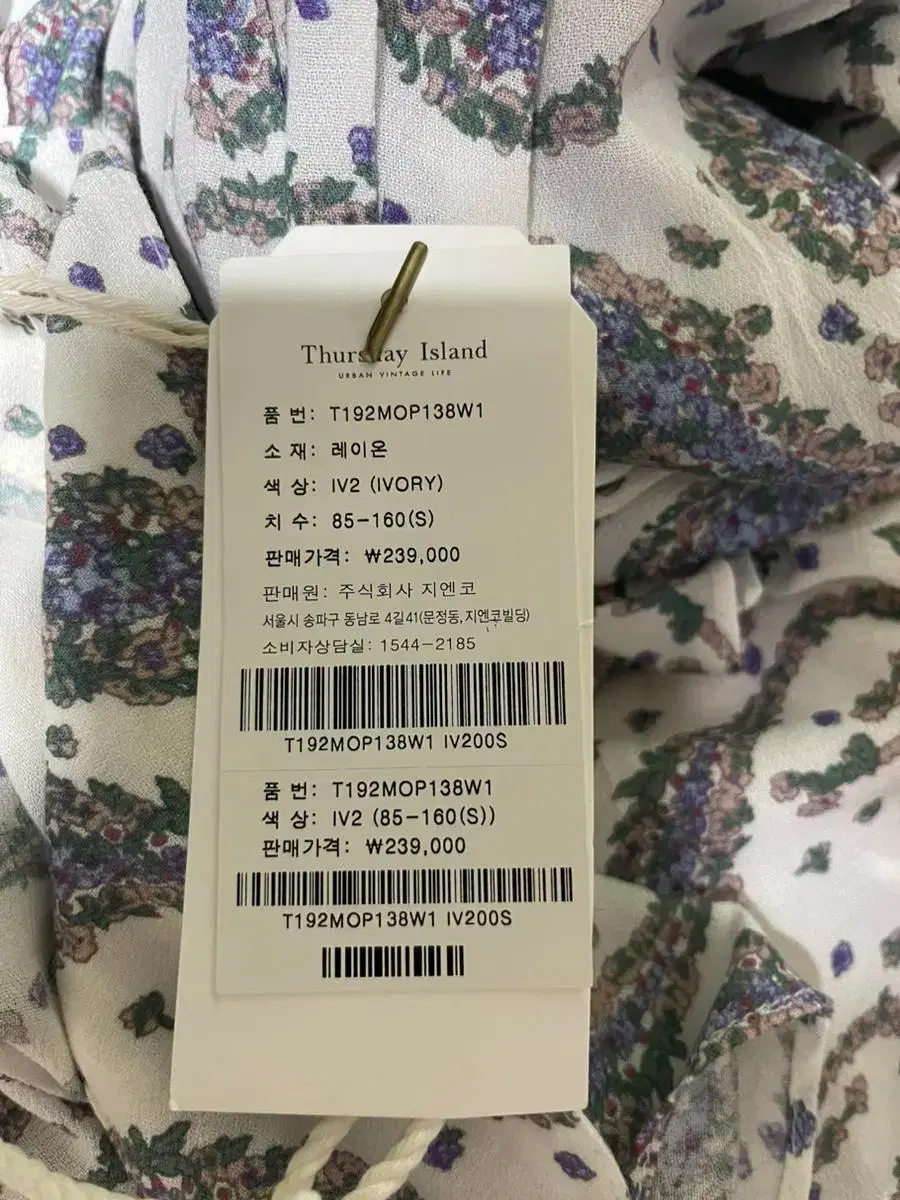 Thursday Island
URBAN VINTAGE LIFE
품 번: T192MOP138W1
소 재: 레이온
색 상: IV2 (IVORY)
치 수: 85-160(S)
판매가격: ₩239,000
판매원: 주식회사 지엔코
서울시 송파구 동남로 4길41(문정동, 지엔코빌딩)
소비자상담실: 1544-2185
T192MOP138W1 IV200S
품 번: T192MOP138W1
색 상: IV2 (85-160(S))
판매가격: ₩239,000
T192MOP138W1 IV200S